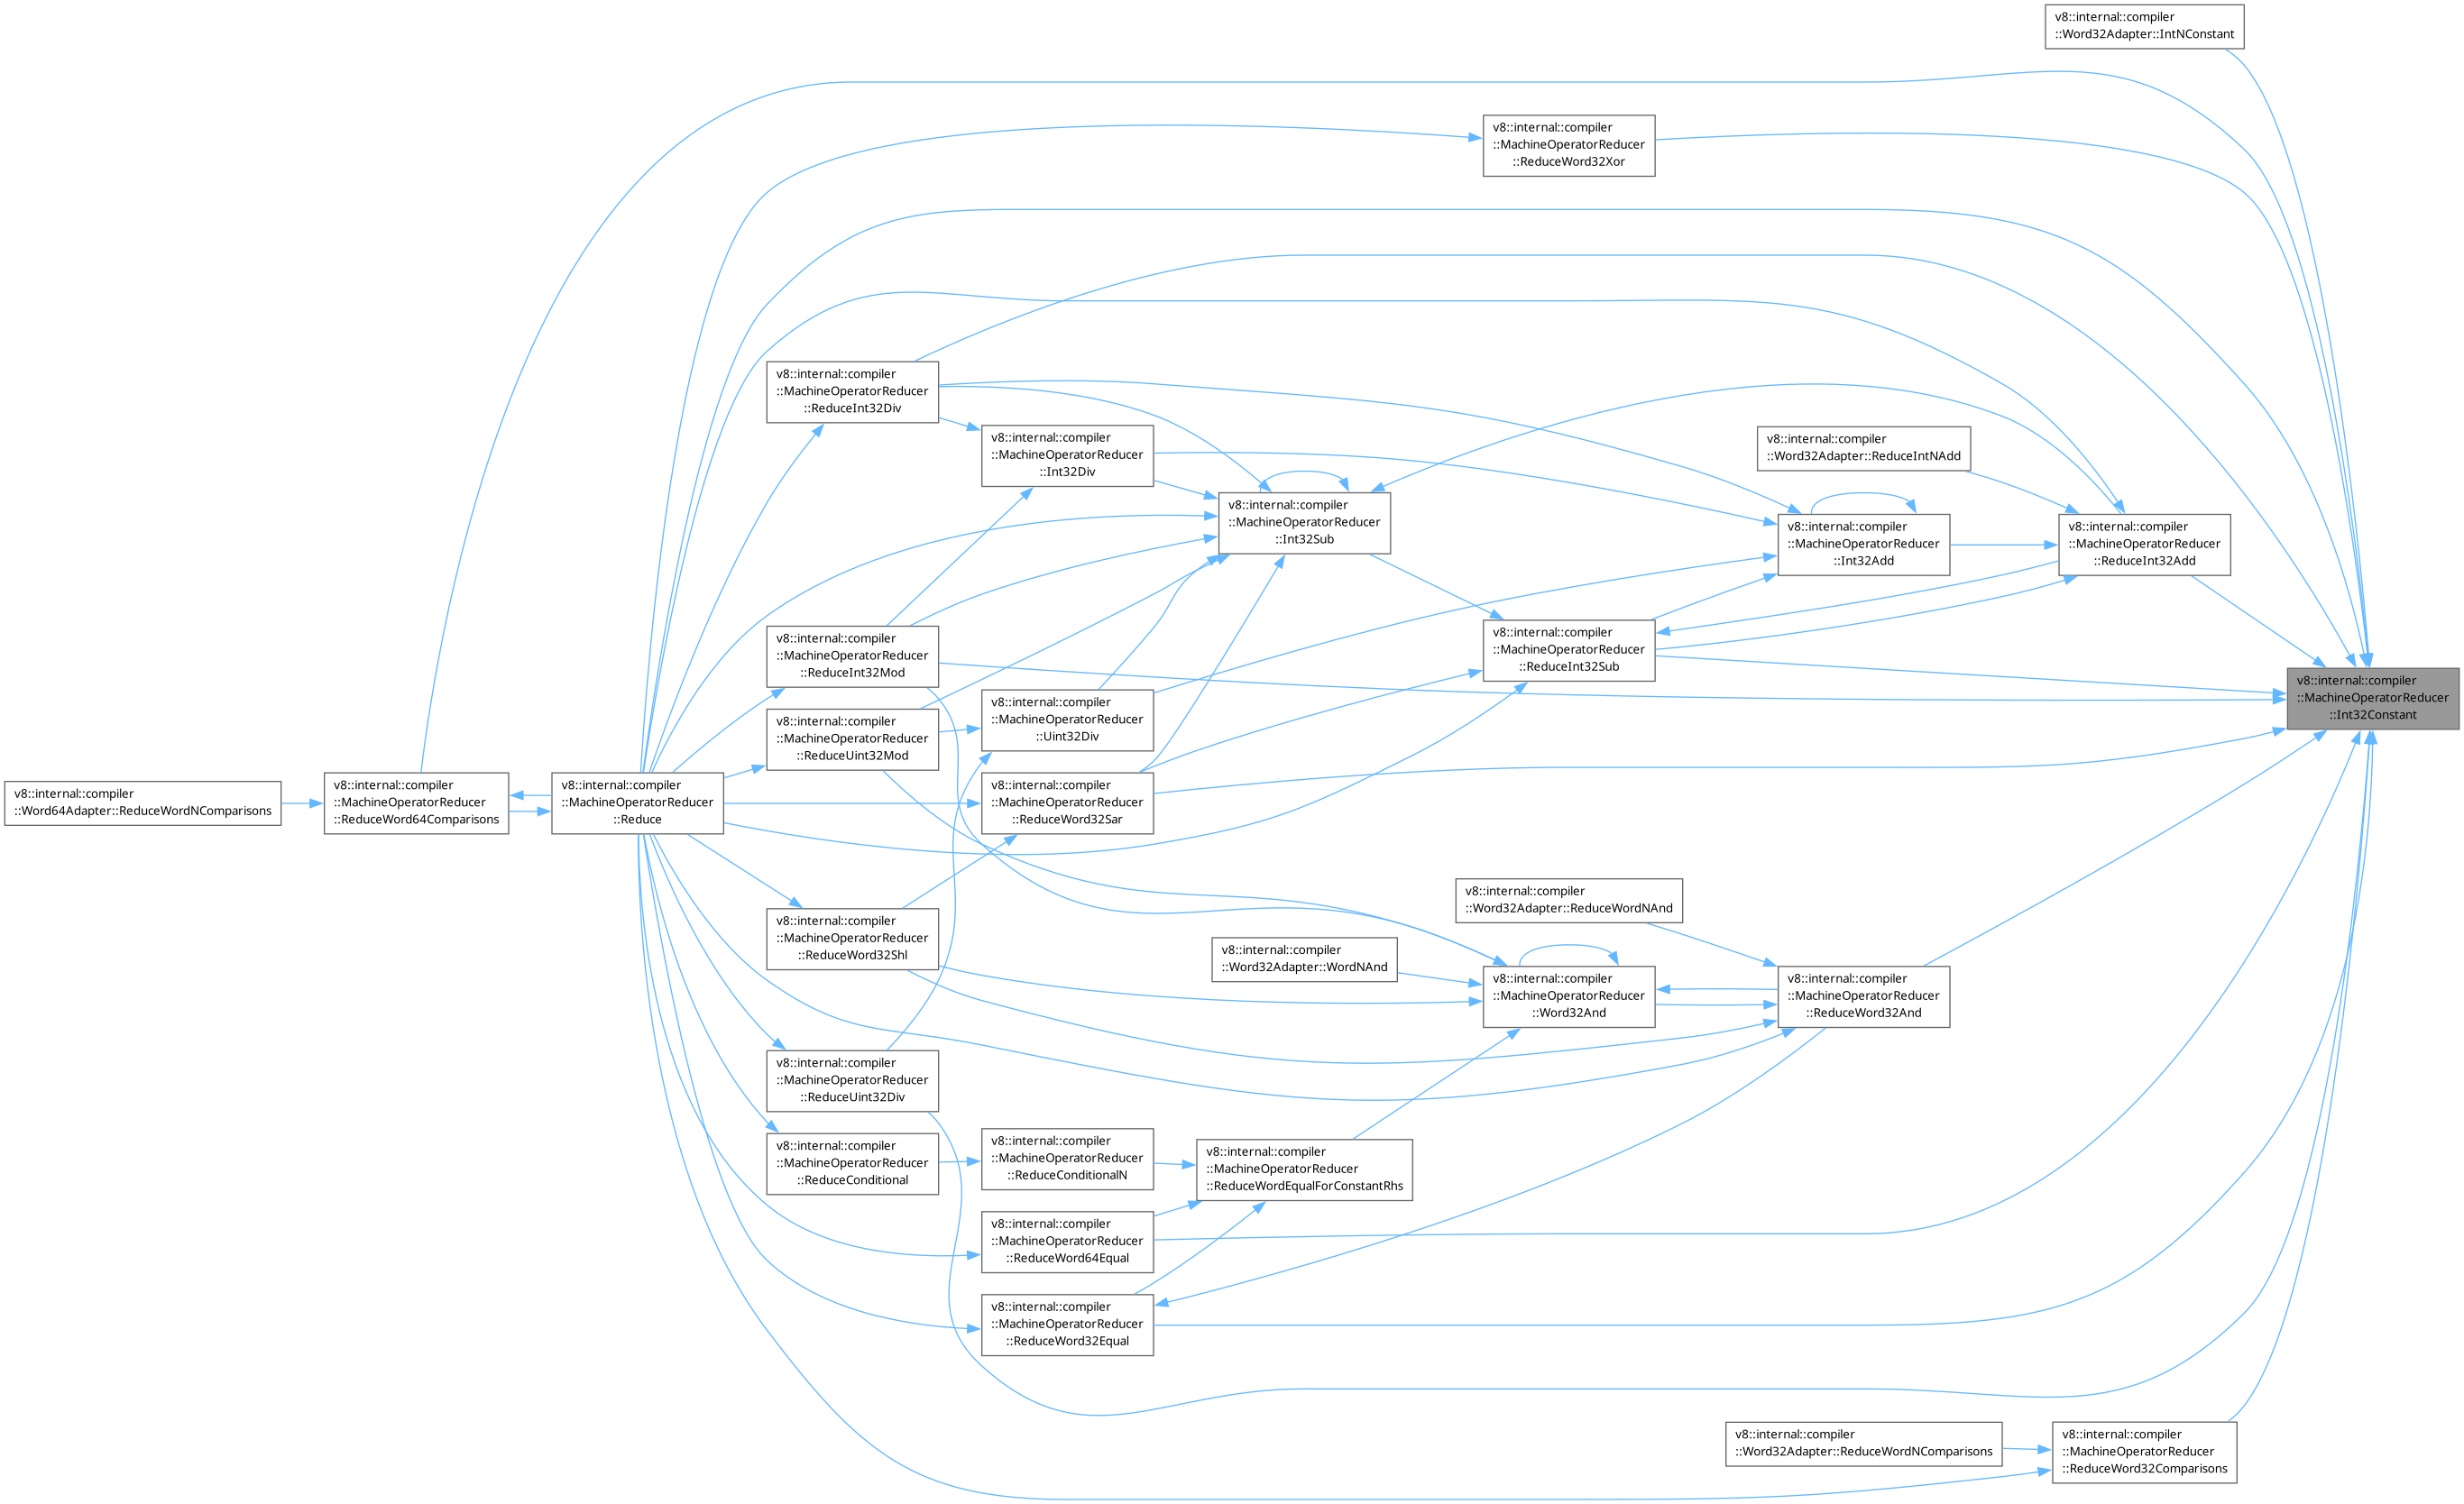 v8::internal::compiler
::Word32Adapter::IntNConstant
v8::internal::compiler
::MachineOperatorReducer
::ReduceWord32Xor
v8::internal::compiler
::MachineOperatorReducer
::ReduceInt32Div
v8::internal::compiler
::MachineOperatorReducer
::Int32Div
v8::internal::compiler
::Word32Adapter::ReduceIntNAdd
v8::internal::compiler
::MachineOperatorReducer
::Int32Sub
v8::internal::compiler
::MachineOperatorReducer
::Int32Add
v8::internal::compiler
::MachineOperatorReducer
::ReduceInt32Add
v8::internal::compiler
::MachineOperatorReducer
::ReduceInt32Mod
v8::internal::compiler
::MachineOperatorReducer
::ReduceInt32Sub
v8::internal::compiler
::MachineOperatorReducer
::Int32Constant
v8::internal::compiler
::MachineOperatorReducer
::ReduceUint32Mod
v8::internal::compiler
::MachineOperatorReducer
::Uint32Div
v8::internal::compiler
::Word64Adapter::ReduceWordNComparisons
v8::internal::compiler
::MachineOperatorReducer
::ReduceWord64Comparisons
v8::internal::compiler
::MachineOperatorReducer
::Reduce
v8::internal::compiler
::MachineOperatorReducer
::ReduceWord32Sar
v8::internal::compiler
::Word32Adapter::ReduceWordNAnd
v8::internal::compiler
::MachineOperatorReducer
::ReduceWord32Shl
v8::internal::compiler
::Word32Adapter::WordNAnd
v8::internal::compiler
::MachineOperatorReducer
::Word32And
v8::internal::compiler
::MachineOperatorReducer
::ReduceWord32And
v8::internal::compiler
::MachineOperatorReducer
::ReduceUint32Div
v8::internal::compiler
::MachineOperatorReducer
::ReduceConditional
v8::internal::compiler
::MachineOperatorReducer
::ReduceConditionalN
v8::internal::compiler
::MachineOperatorReducer
::ReduceWordEqualForConstantRhs
v8::internal::compiler
::MachineOperatorReducer
::ReduceWord64Equal
v8::internal::compiler
::MachineOperatorReducer
::ReduceWord32Equal
v8::internal::compiler
::Word32Adapter::ReduceWordNComparisons
v8::internal::compiler
::MachineOperatorReducer
::ReduceWord32Comparisons